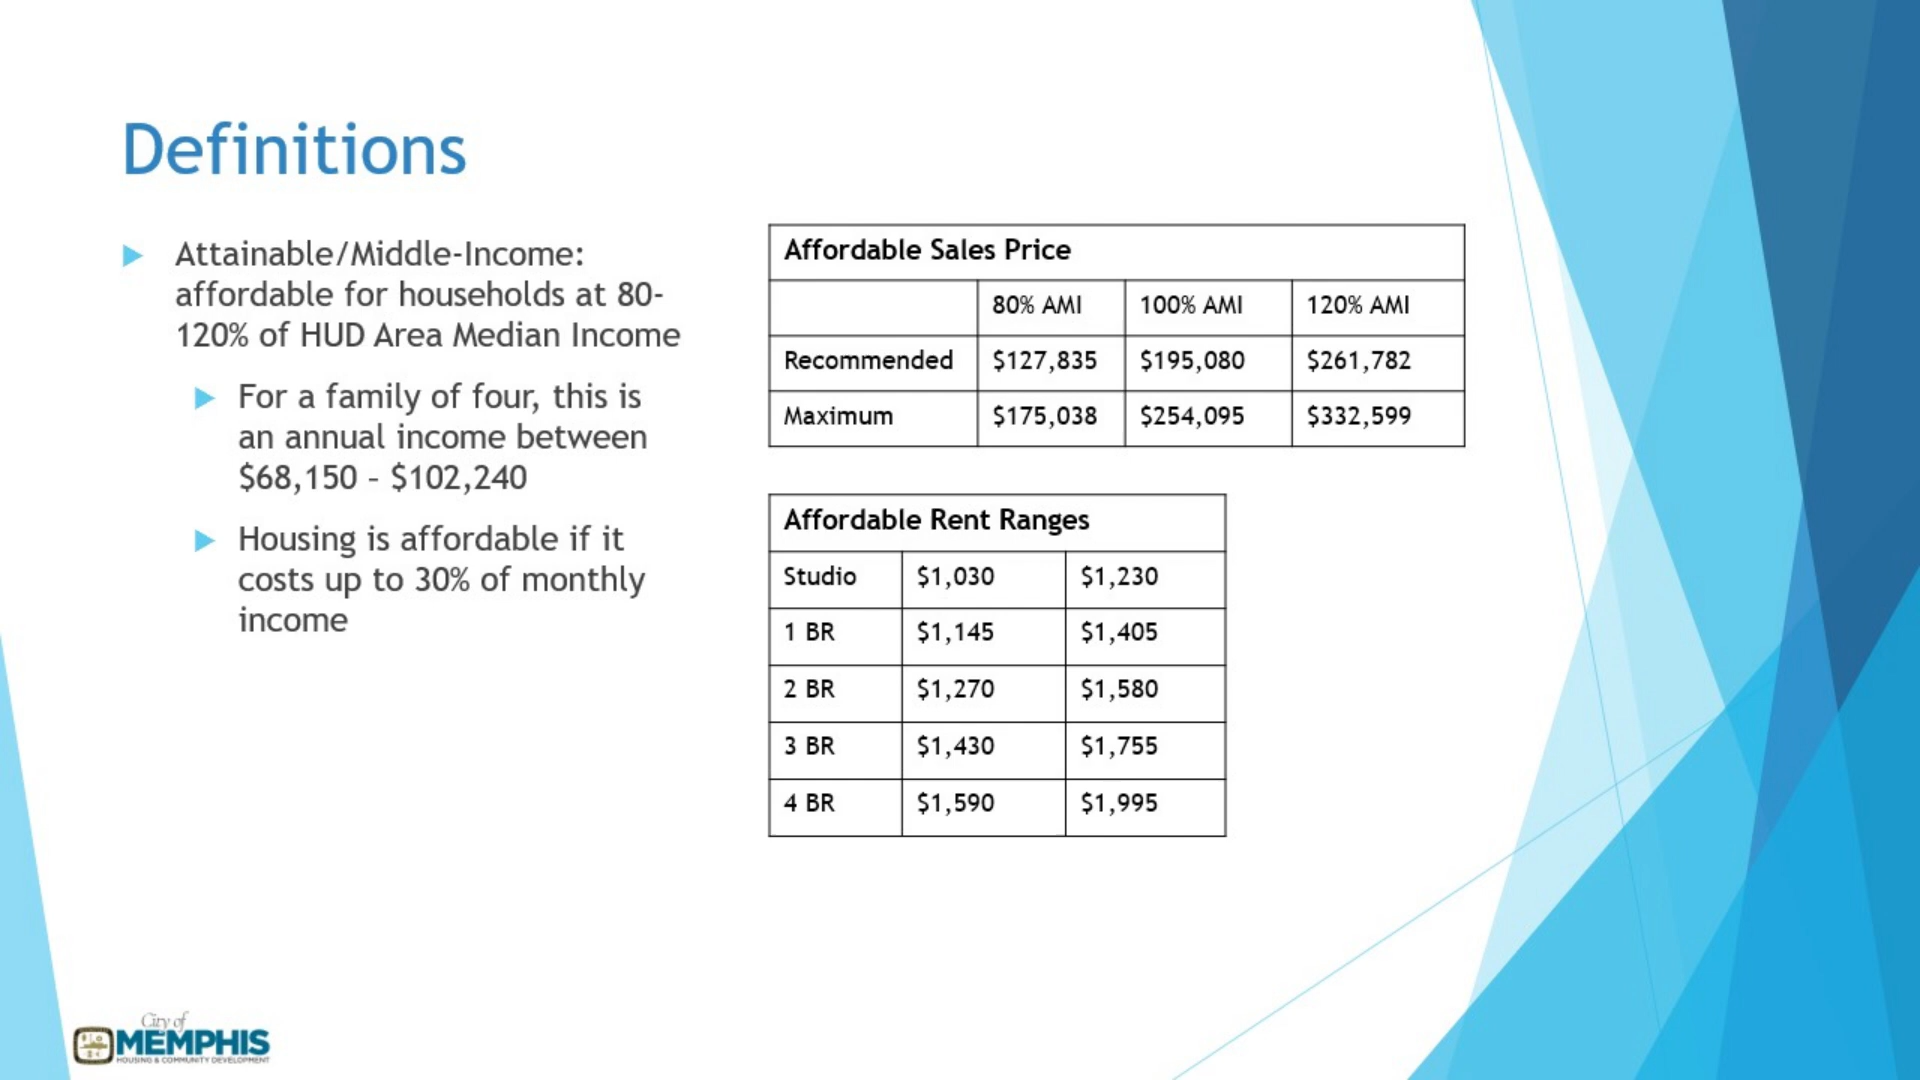 Definitions
Attainable/Middle-Income:
affordable for households at 80-
120% of HUD Area Median Income
For a family of four, this is
an annual income between
$68,150 – $102,240
Housing is affordable if it
costs up to 30% of monthly
income
Affordable Sales Price
80% AMI 100% AMI 120% AMI
Recommended $127,835 $195,080 $261,782
Maximum $175,038 $254,095 $332,599
Affordable Rent Ranges
Studio $1,030 $1,230
1 BR $1,145 $1,405
2 BR $1,270 $1,580
3 BR $1,430 $1,755
4 BR $1,590 $1,995
City of
MEMPHIS
HOUSING & COMMUNITY DEVELOPMENT